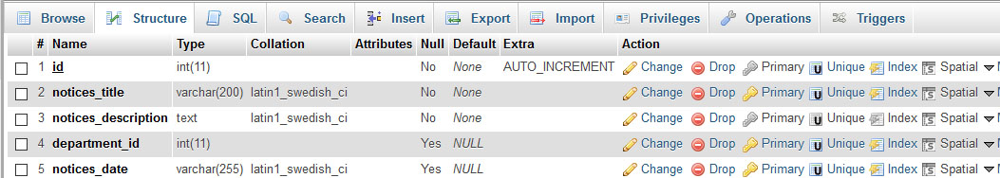 Browse Structure SQL Search Insert Export Import Privileges Operations Triggers
# Name Type Collation Attributes Null Default Extra Action
1 id int(11) No None AUTO_INCREMENT Change Drop Primary Unique Index Spatial
2 notices_title varchar(200) latin1_swedish_ci No None Change Drop Primary Unique Index Spatial
3 notices_description text latin1_swedish_ci No None Change Drop Primary Unique Index Spatial
4 department_id int(11) Yes NULL Change Drop Primary Unique Index Spatial
5 notices_date varchar(255) latin1_swedish_ci Yes NULL Change Drop Primary Unique Index Spatial